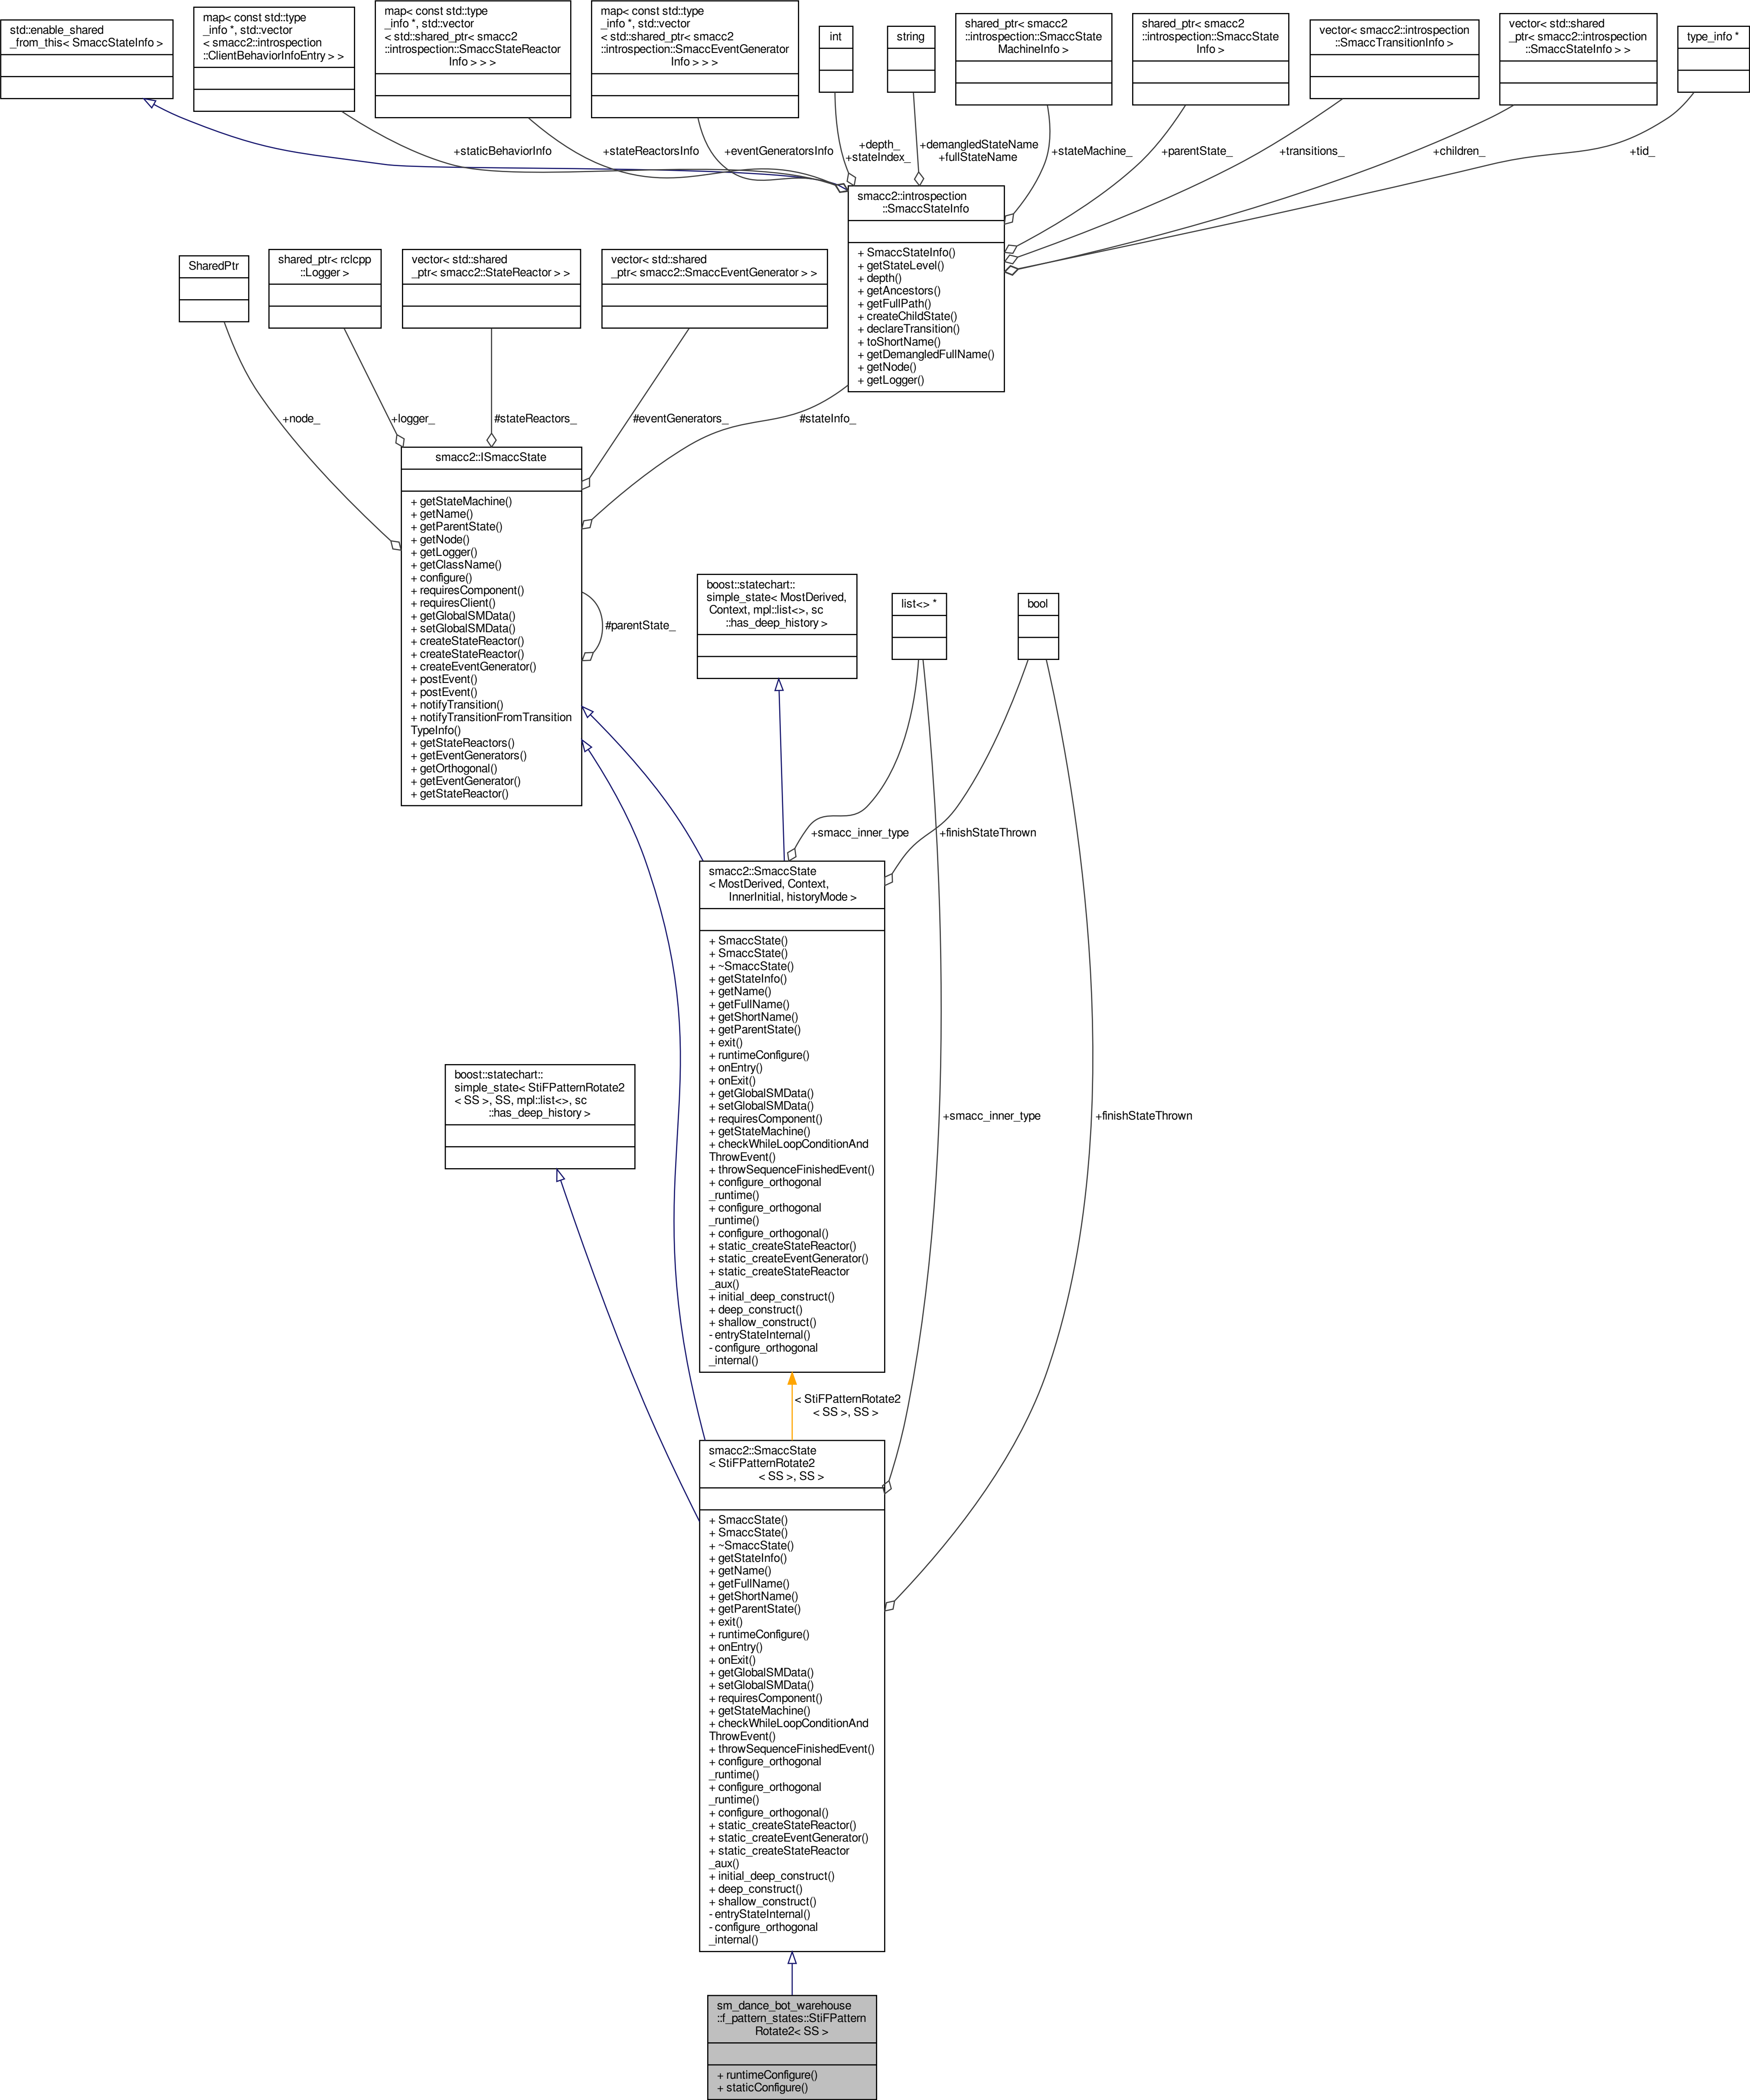 std::enable_shared
_from_this< SmaccStateInfo >
map< const std::type
_info *, std::vector
< smacc2::introspection
::ClientBehaviorInfoEntry > >
map< const std::type
_info *, std::vector
< std::shared_ptr< smacc2
::introspection::SmaccStateReactor
Info > > >
map< const std::type
_info *, std::vector
< std::shared_ptr< smacc2
::introspection::SmaccEventGenerator
Info > > >
int
string
shared_ptr< smacc2
::introspection::SmaccState
MachineInfo >
shared_ptr< smacc2
::introspection::SmaccState
Info >
vector< smacc2::introspection
::SmaccTransitionInfo >
vector< std::shared
_ptr< smacc2::introspection
::SmaccStateInfo > >
type_info *
+staticBehaviorInfo
+stateReactorsInfo
+eventGeneratorsInfo
+depth_
+stateIndex_
+demangledStateName
+fullStateName
+stateMachine_
+parentState_
+transitions_
+children_
+tid_
smacc2::introspection
::SmaccStateInfo
+ SmaccStateInfo()
+ getStateLevel()
+ depth()
+ getAncestors()
+ getFullPath()
+ createChildState()
+ declareTransition()
+ toShortName()
+ getDemangledFullName()
+ getNode()
+ getLogger()
SharedPtr
shared_ptr< rclcpp
::Logger >
vector< std::shared
_ptr< smacc2::StateReactor > >
vector< std::shared
_ptr< smacc2::SmaccEventGenerator > >
+node_
+logger_
#stateReactors_
#eventGenerators_
#stateInfo_
smacc2::ISmaccState
+ getStateMachine()
+ getName()
+ getParentState()
+ getNode()
+ getLogger()
+ getClassName()
+ configure()
+ requiresComponent()
+ requiresClient()
+ getGlobalSMData()
+ setGlobalSMData()
+ createStateReactor()
+ createStateReactor()
+ createEventGenerator()
+ postEvent()
+ postEvent()
+ notifyTransition()
+ notifyTransitionFromTransition
TypeInfo()
+ getStateReactors()
+ getEventGenerators()
+ getOrthogonal()
+ getEventGenerator()
+ getStateReactor()
#parentState_
boost::statechart::
simple_state< MostDerived,
Context, mpl::list<>, sc
::has_deep_history >
list<> *
bool
+smacc_inner_type
+finishStateThrown
smacc2::SmaccState
< MostDerived, Context,
InnerInitial, historyMode >
+ SmaccState()
+ SmaccState()
+ ~SmaccState()
+ getStateInfo()
+ getName()
+ getFullName()
+ getShortName()
+ getParentState()
+ exit()
+ runtimeConfigure()
+ onEntry()
+ onExit()
+ getGlobalSMData()
+ setGlobalSMData()
+ requiresComponent()
+ getStateMachine()
+ checkWhileLoopConditionAnd
ThrowEvent()
+ throwSequenceFinishedEvent()
+ configure_orthogonal
_runtime()
+ configure_orthogonal
_runtime()
+ configure_orthogonal()
+ static_createStateReactor()
+ static_createEventGenerator()
+ static_createStateReactor
_aux()
+ initial_deep_construct()
+ deep_construct()
+ shallow_construct()
- entryStateInternal()
- configure_orthogonal
_internal()
boost::statechart::
simple_state< StiFPatternRotate2
< SS >, SS, mpl::list<>, sc
::has_deep_history >
+smacc_inner_type
+finishStateThrown
< StiFPatternRotate2
< SS >, SS >
smacc2::SmaccState
< StiFPatternRotate2
< SS >, SS >
+ SmaccState()
+ SmaccState()
+ ~SmaccState()
+ getStateInfo()
+ getName()
+ getFullName()
+ getShortName()
+ getParentState()
+ exit()
+ runtimeConfigure()
+ onEntry()
+ onExit()
+ getGlobalSMData()
+ setGlobalSMData()
+ requiresComponent()
+ getStateMachine()
+ checkWhileLoopConditionAnd
ThrowEvent()
+ throwSequenceFinishedEvent()
+ configure_orthogonal
_runtime()
+ configure_orthogonal
_runtime()
+ configure_orthogonal()
+ static_createStateReactor()
+ static_createEventGenerator()
+ static_createStateReactor
_aux()
+ initial_deep_construct()
+ deep_construct()
+ shallow_construct()
- entryStateInternal()
- configure_orthogonal
_internal()
sm_dance_bot_warehouse
::f_pattern_states::StiFPattern
Rotate2< SS >
+ runtimeConfigure()
+ staticConfigure()